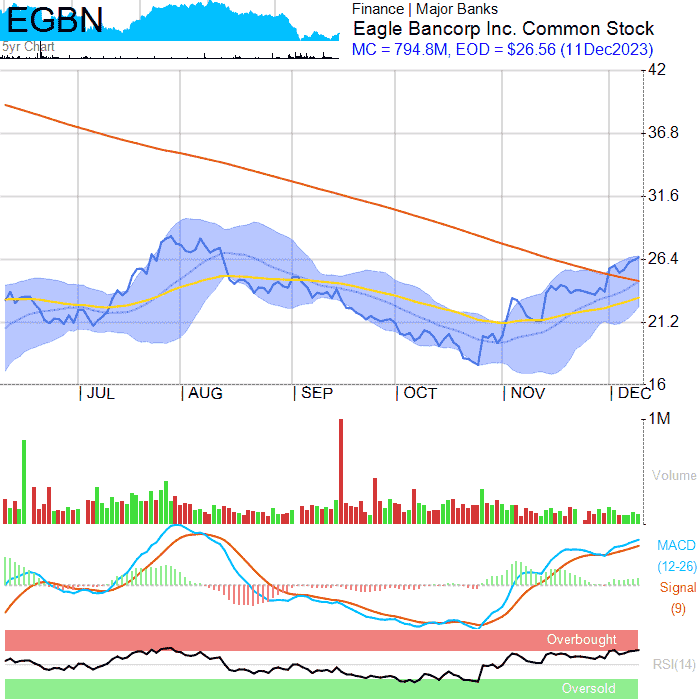 EGBN
5yr Chart
Finance | Major Banks
Eagle Bancorp Inc. Common Stock
MC = 794.8M, EOD = $26.56 (11Dec2023)
42
36.8
31.6
26.4
21.2
16
JUL AUG SEP OCT NOV DEC
1M
Volume
MACD
(12-26)
Signal
(9)
Overbought
RSI(14)
Oversold